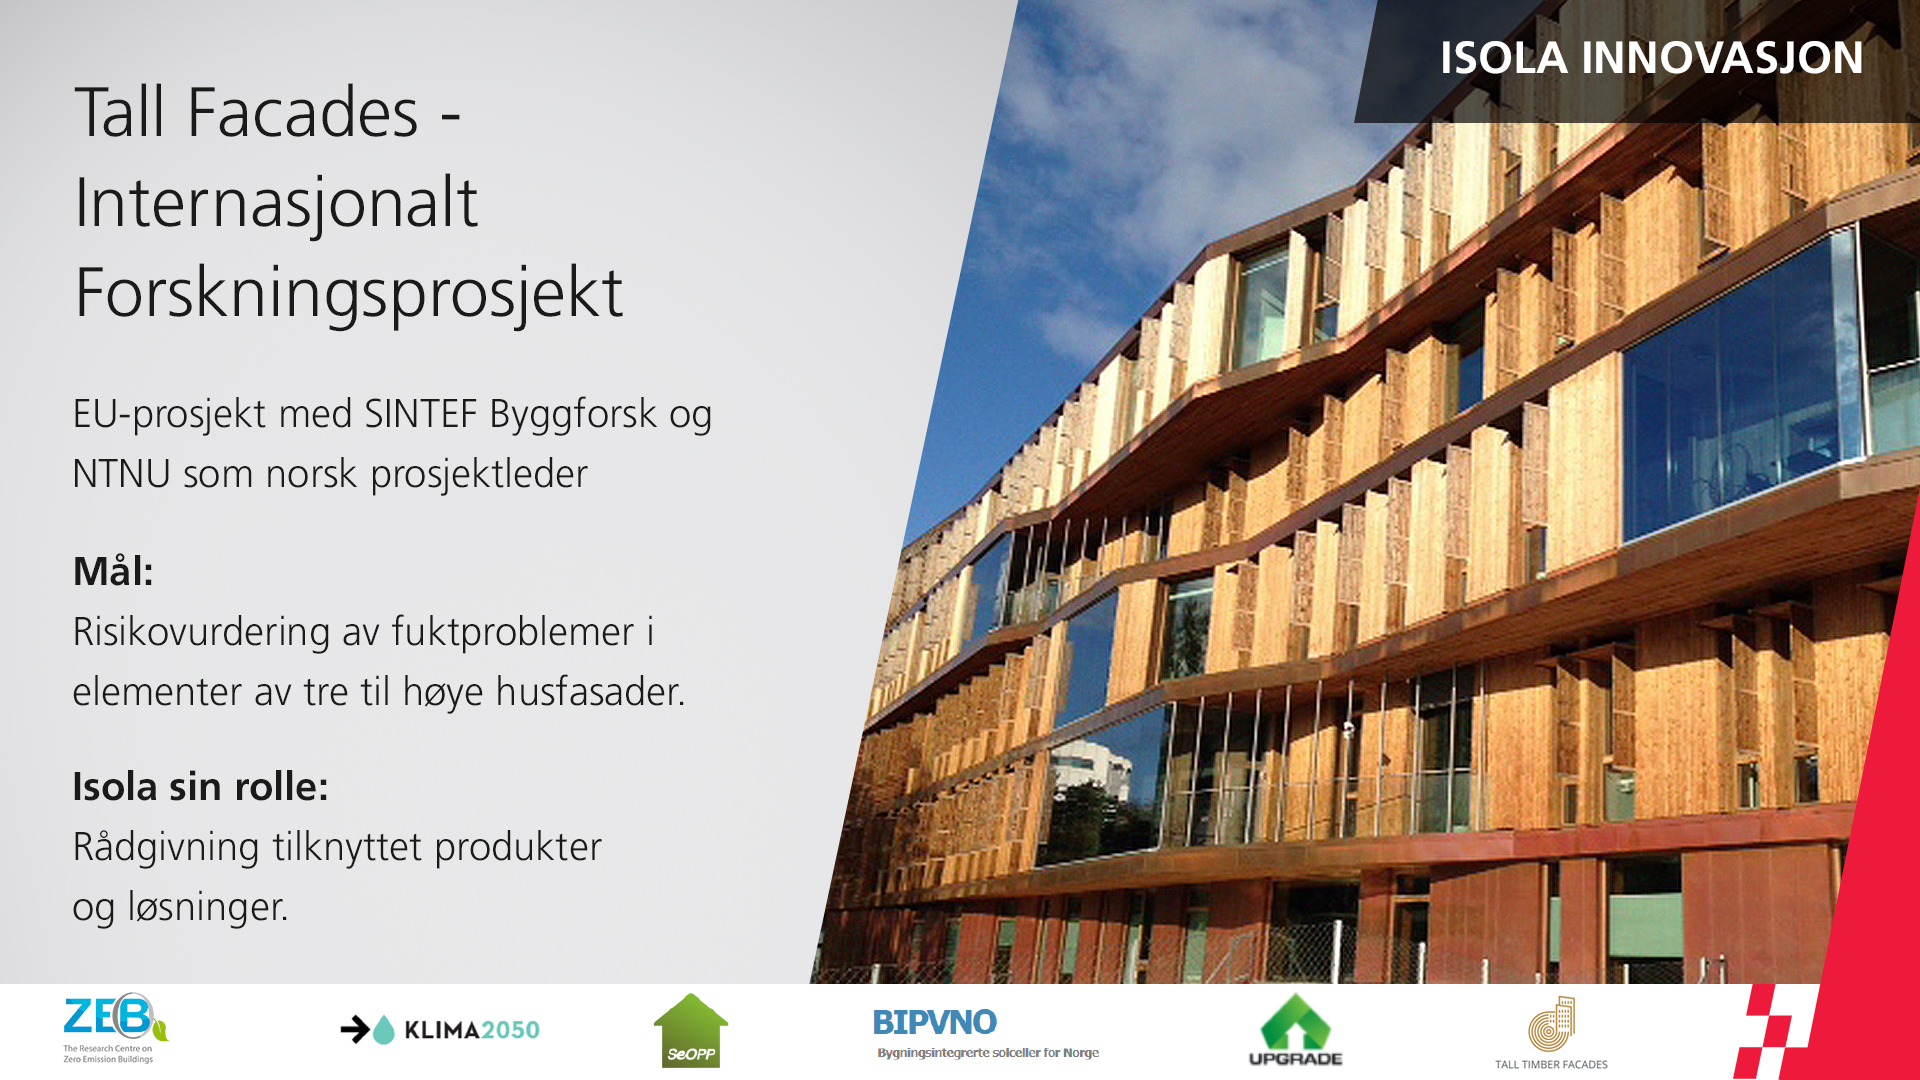 ISOLA INNOVASJON
Tall Facades -
Internasjonalt
Forskningsprosjekt
EU-prosjekt med SINTEF Byggforsk og
NTNU som norsk prosjektleder
Mål:
Risikovurdering av fuktproblemer i
elementer av tre til høye husfasader.
Isola sin rolle:
Rådgivning tilknyttet produkter
og løsninger.
ZEB
The Research Centre on
Zero Emission Buildings
KLIMA2050
SeOPP
BIPVNO
Bygningsintegrerte solceller for Norge
UPGRADE
TALL TIMBER FACADES